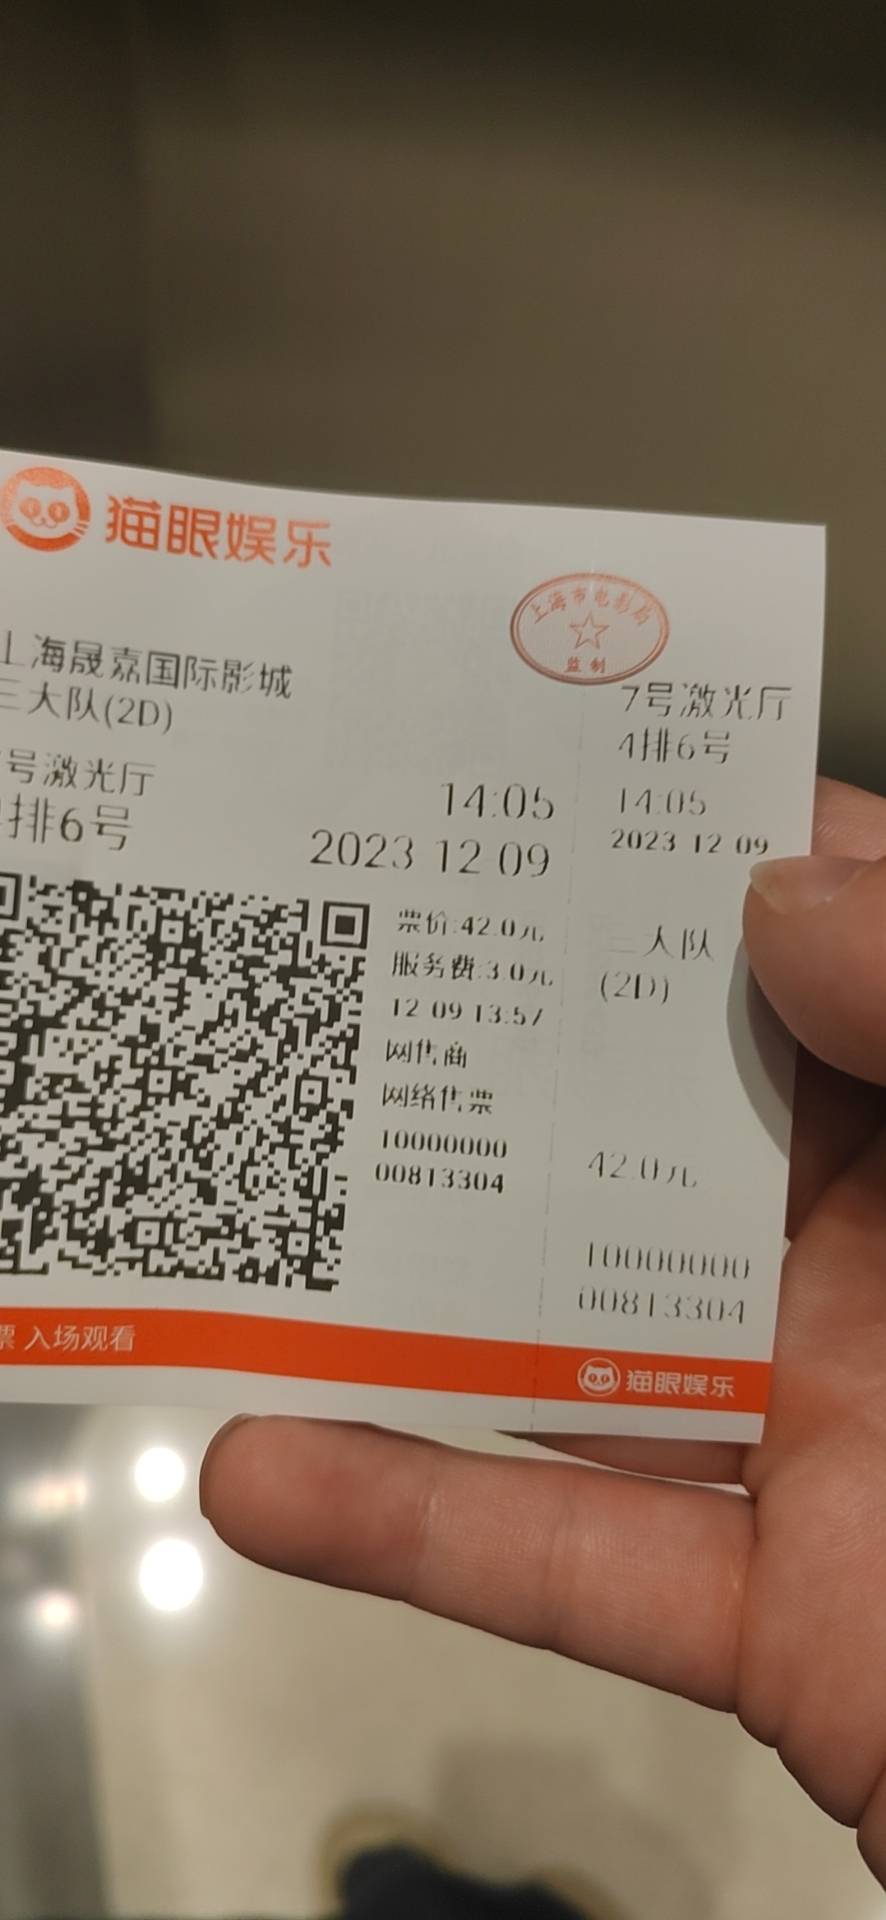 猫眼娱乐
上海市电影局
监制
上海晟嘉国际影城
三大队(2D)
号激光厅
排6号
14:05
2023 12 09
票价:42.0元
服务费:3.0元
12 09 13:57
网售商
网络售票
10000000
00813304
7号激光厅
4排6号
14:05
2023 12 09
三大队
(2D)
42.0元
10000000
00813304
票 入场观看
猫眼娱乐